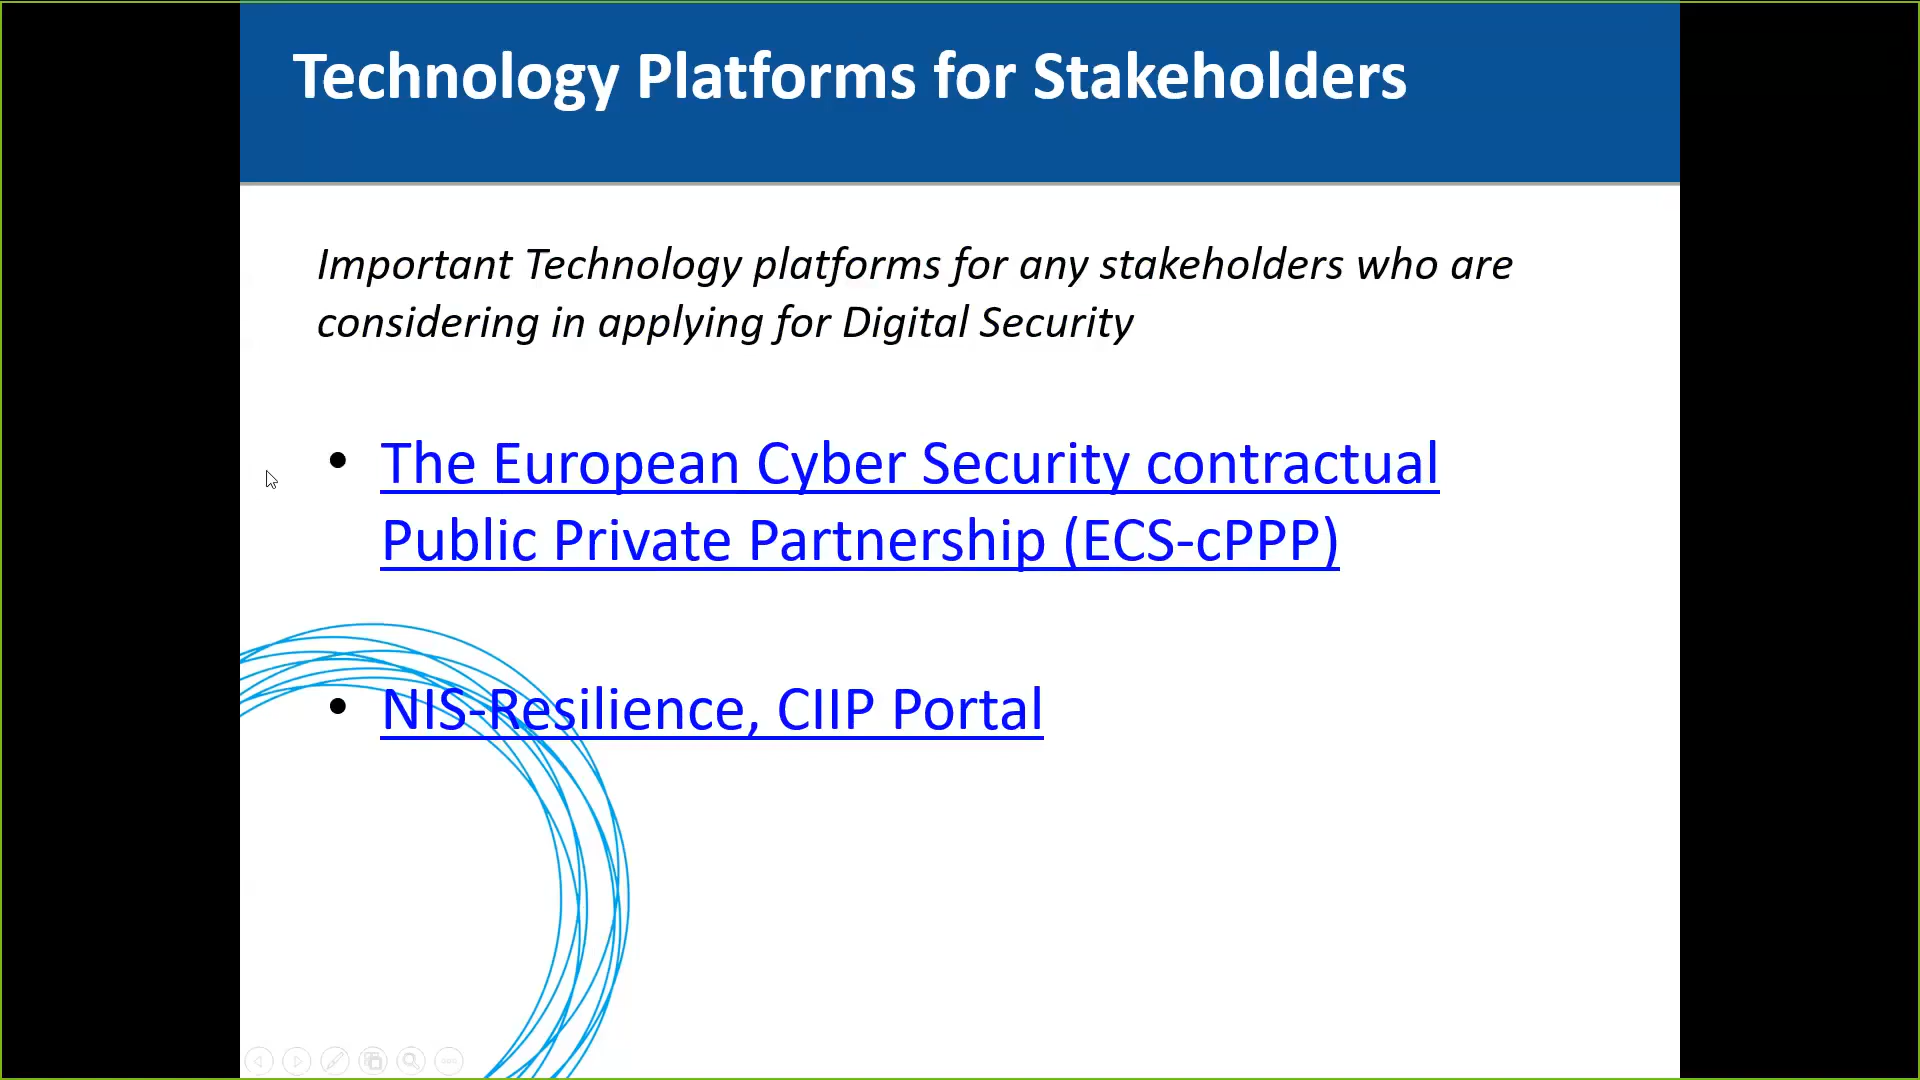 Technology Platforms for Stakeholders
Important Technology platforms for any stakeholders who are
considering in applying for Digital Security
• The European Cyber Security contractual
Public Private Partnership (ECS-cPPP)
• NIS-Resilience, CIIP Portal